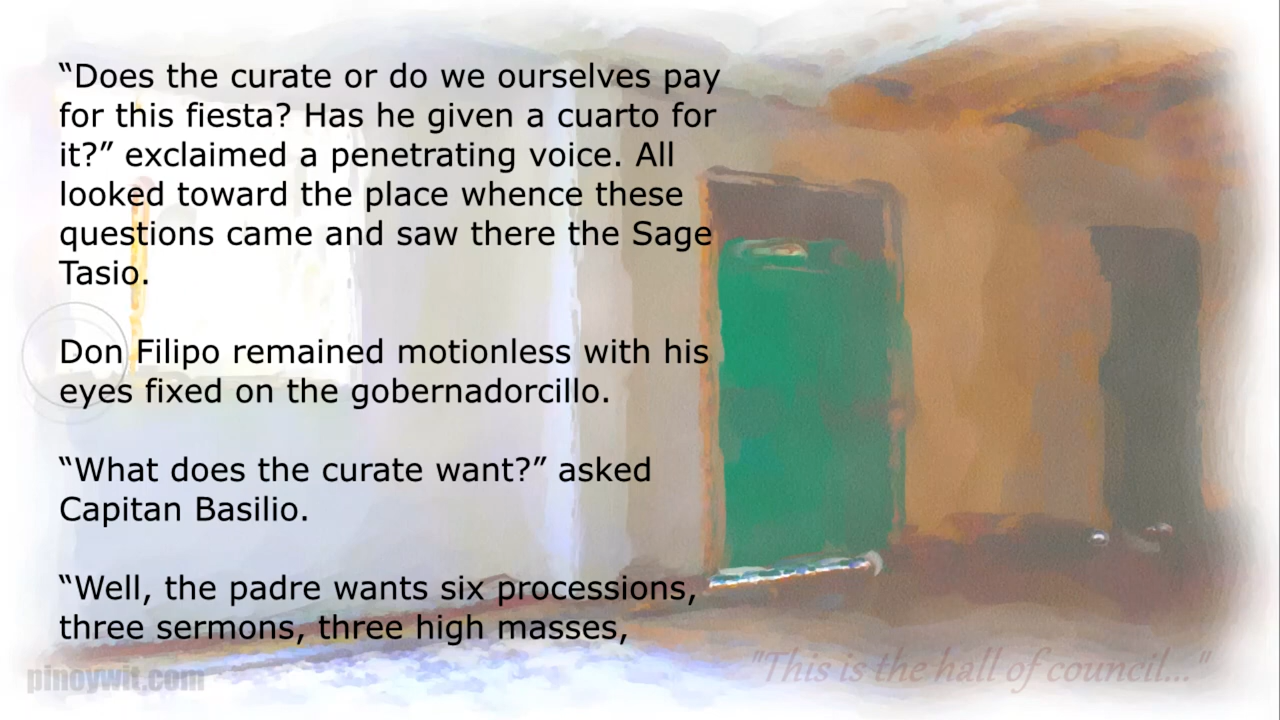 “Does the curate or do we ourselves pay
for this fiesta? Has he given a cuarto for
it?” exclaimed a penetrating voice. All
looked toward the place whence these
questions came and saw there the Sage
Tasio.
Don Filipo remained motionless with his
eyes fixed on the gobernadorcillo.
“What does the curate want?” asked
Capitan Basilio.
“Well, the padre wants six processions,
three sermons, three high masses,
pinoywit.com
"This is the hall of council..."